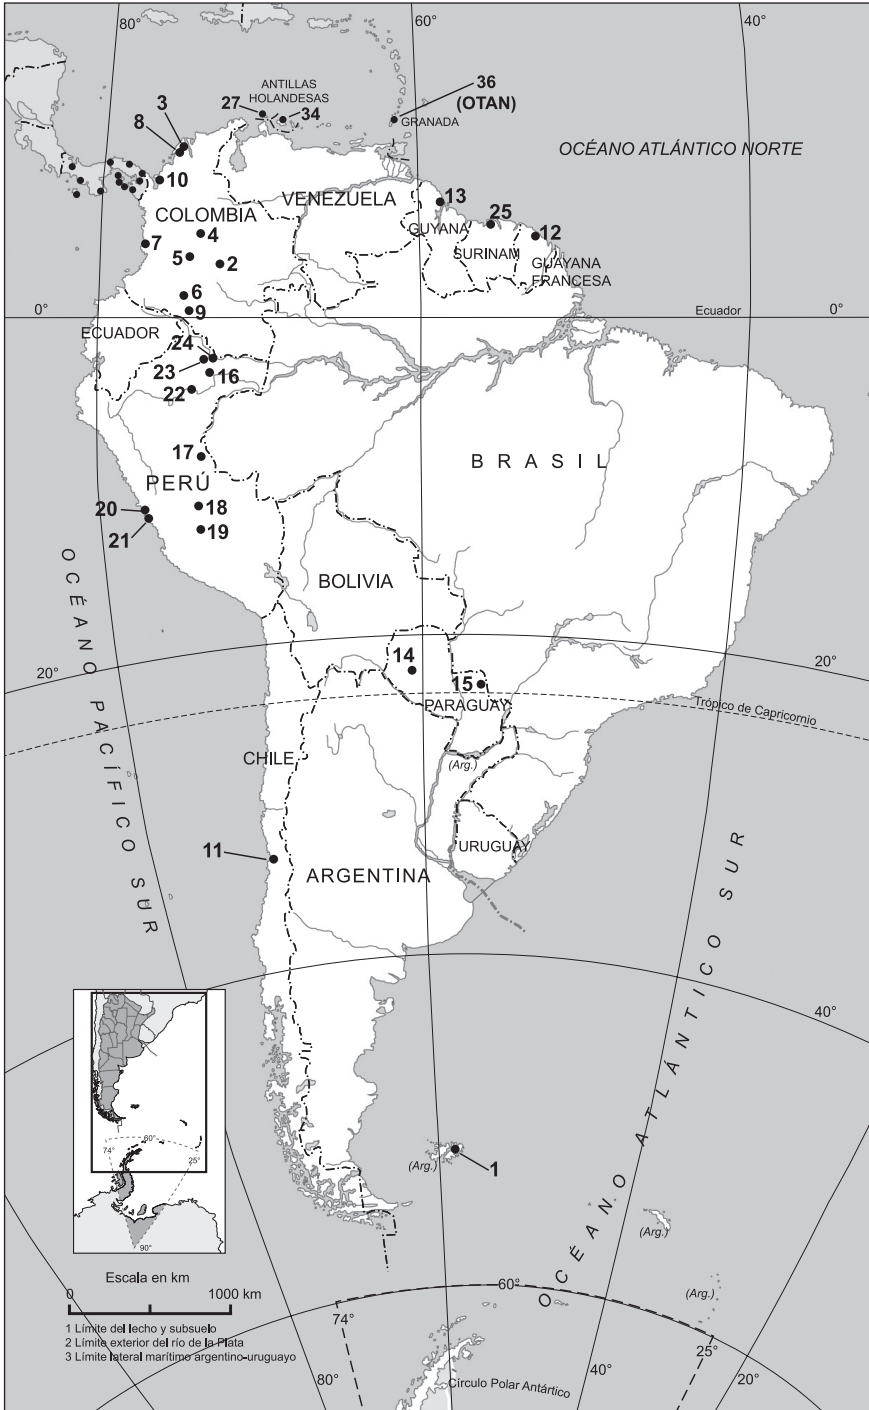 80°
60°
40°
ANTILLAS
HOLANDESAS
27
34
36
(OTAN)
GRANADA
3
8
OCÉANO ATLÁNTICO NORTE
10
VENEZUELA
13
COLOMBIA
25
4
GUYANA
12
7
5
2
SURINAM
GUAYANA
FRANCESA
6
0°
9
Ecuador
0°
ECUADOR
24
23
16
22
17
BRASIL
PERÚ
20
18
21
19
OCÉANO PACÍFICO SUR
BOLIVIA
14
20°
15
20°
PARAGUAY
Trópico de Capricornio
CHILE
(Arg.)
11
URUGUAY
ARGENTINA
OCÉANO ATLÁNTICO SUR
40°
60°
74°
25°
90°
(Arg.)
1
(Arg.)
Escala en km
0
1000 km
60°
(Arg.)
74°
1 Límite del lecho y subsuelo
2 Límite exterior del río de la Plata
3 Límite lateral marítimo argentino-uruguayo
25°
80°
Círculo Polar Antártico
40°
20°